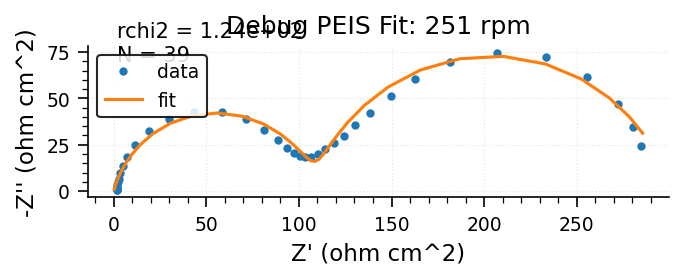 Debug PEIS Fit: 251 rpm
rchi2 = 1.24e+02
N = 39
data
fit
75
50
25
0
-Z'' (ohm cm^2)
0 50 100 150 200 250
Z' (ohm cm^2)